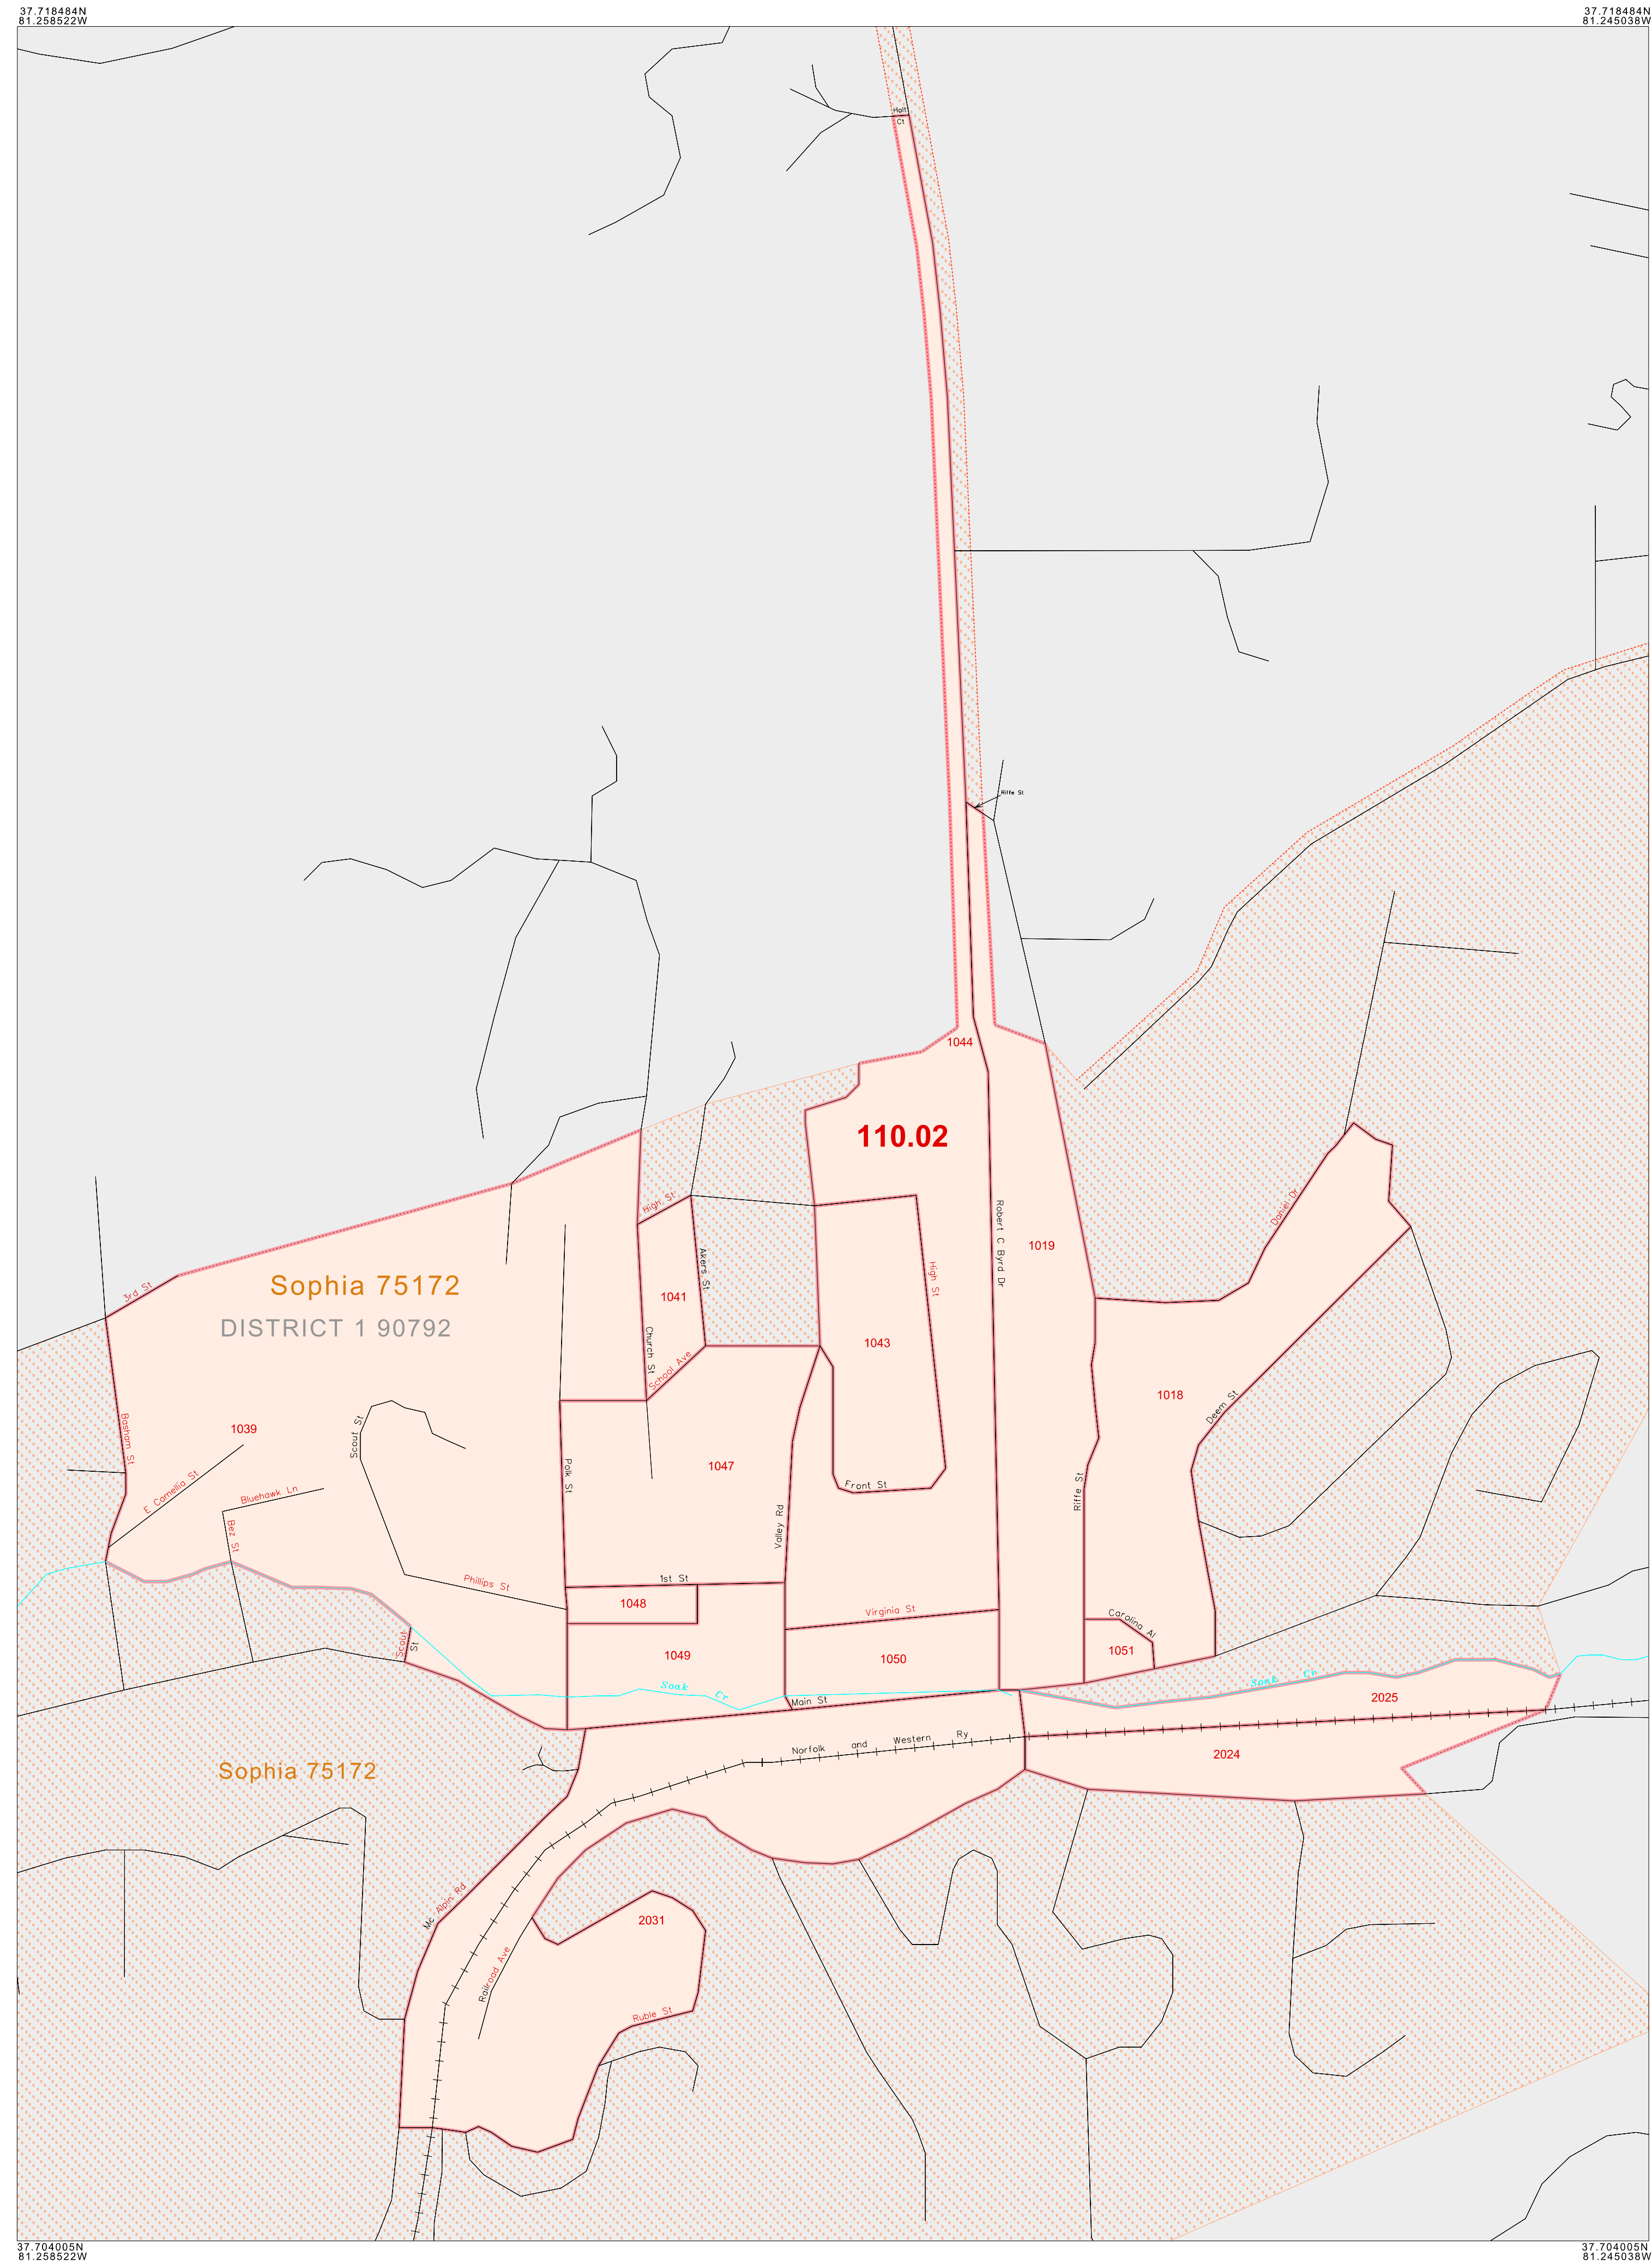 37.718484N
81.258522W
37.718484N
81.245038W
Holt
Ct
Riffe St
1044
110.02
High St
Robert C Byrd Dr
1019
Daniel Dr
3rd St
Sophia 75172
Akers St
High St
1041
DISTRICT 1 90792
Church St
School Ave
1043
1018
Deem St
Basham St
1039
Scout St
E Camellia St
Bluehawk Ln
Bez St
Polk St
1047
Front St
Riffe St
Valley Rd
Phillips St
1st St
1048
Virginia St
Carolina Al
Scout St
1049
1050
1051
Soak Cr
Main St
Soak Cr
2025
Norfolk and Western Ry
2024
Sophia 75172
Mc Alpin Rd
2031
Railroad Ave
Ruble St
37.704005N
81.258522W
37.704005N
81.245038W